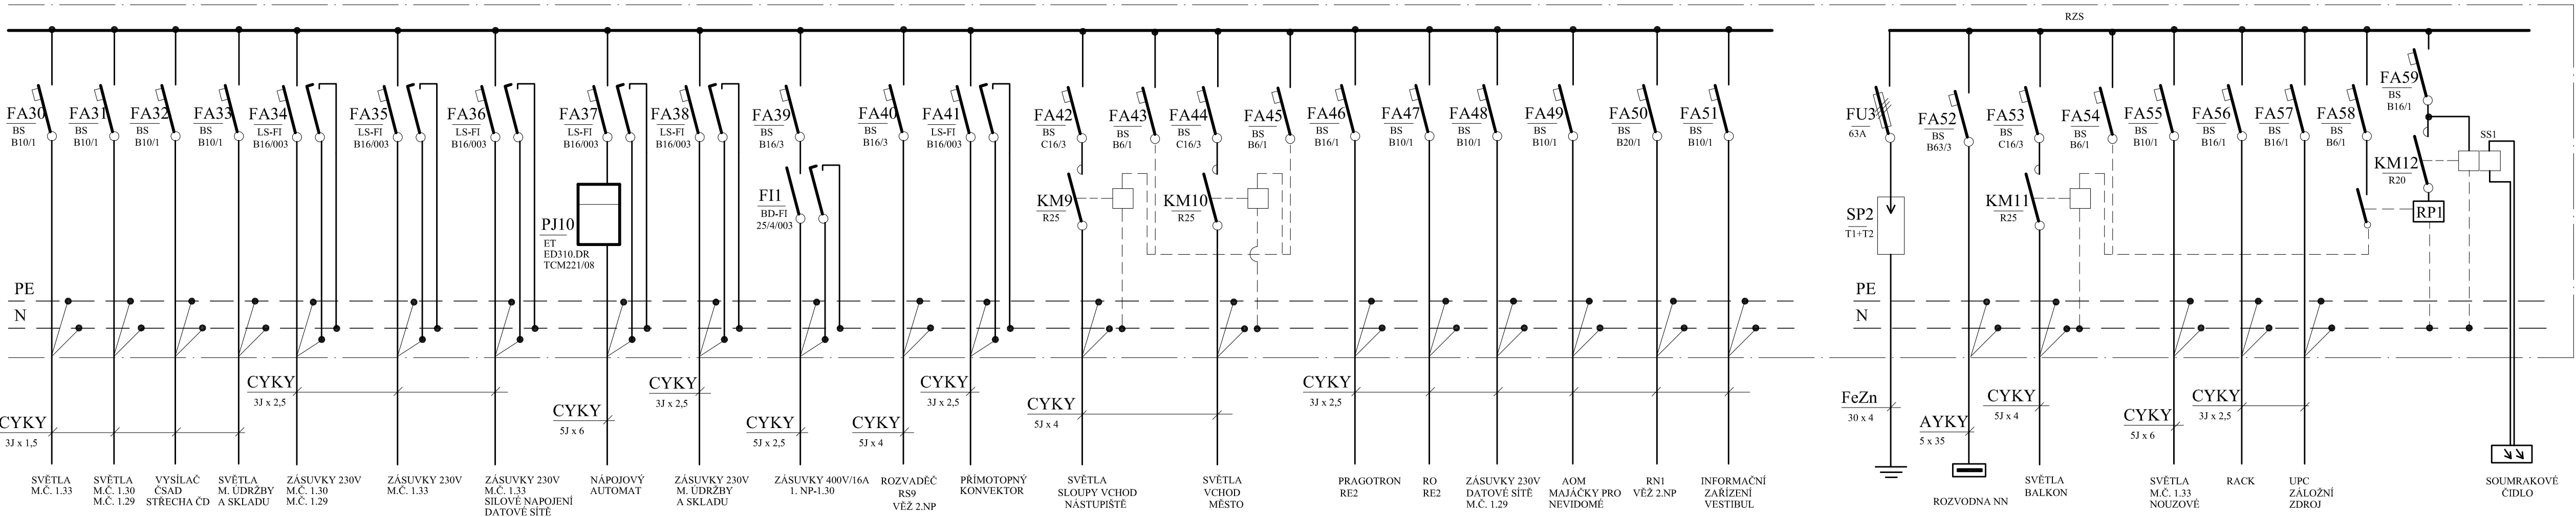 RZS
FA30
BS
B10/1
FA31
BS
B10/1
FA32
BS
B10/1
FA33
BS
B10/1
FA34
LS-FI
B16/003
FA35
LS-FI
B16/003
FA36
LS-FI
B16/003
FA37
LS-FI
B16/003
FA38
LS-FI
B16/003
FA39
BS
B16/3
FA40
BS
B16/3
FA41
LS-FI
B16/003
FA42
BS
C16/3
FA43
BS
B6/1
FA44
BS
C16/3
FA45
BS
B6/1
FA46
BS
B16/1
FA47
BS
B10/1
FA48
BS
B10/1
FA49
BS
B10/1
FA50
BS
B20/1
FA51
BS
B10/1
FU3
63A
FA52
BS
B63/3
FA53
BS
C16/3
FA54
BS
B6/1
FA55
BS
B10/1
FA56
BS
B16/1
FA57
BS
B16/1
FA58
BS
B6/1
FA59
BS
B16/1
SS1
KM12
R20
RP1
PJ10
ET
ED310.DR
TCM221/08
FI1
BD-FI
25/4/003
KM9
R25
KM10
R25
SP2
T1+T2
KM11
R25
PE
N
PE
N
CYKY
3J x 1,5
CYKY
3J x 2,5
CYKY
5J x 6
CYKY
3J x 2,5
CYKY
5J x 2,5
CYKY
5J x 4
CYKY
3J x 2,5
CYKY
5J x 4
CYKY
3J x 2,5
FeZn
30 x 4
AYKY
5 x 35
CYKY
5J x 4
CYKY
5J x 6
CYKY
3J x 2,5
SVĚTLA
M.Č. 1.33
SVĚTLA
M.Č. 1.30
M.Č. 1.29
VYSÍLAČ
ČSAD
STŘECHA ČD
SVĚTLA
M. ÚDRŽBY
A SKLADU
ZÁSUVKY 230V
M.Č. 1.30
M.Č. 1.29
ZÁSUVKY 230V
M.Č. 1.33
ZÁSUVKY 230V
M.Č. 1.33
SILOVÉ NAPOJENÍ
DATOVÉ SÍTĚ
NÁPOJOVÝ
AUTOMAT
ZÁSUVKY 230V
M. ÚDRŽBY
A SKLADU
ZÁSUVKY 400V/16A
1. NP-1.30
ROZVADĚČ
RS9
VĚŽ 2.NP
PŘÍMOTOPNÝ
KONVEKTOR
SVĚTLA
SLOUPY VCHOD
NÁSTUPIŠTĚ
SVĚTLA
VCHOD
MĚSTO
PRAGOTRON
RE2
RO
RE2
ZÁSUVKY 230V
DATOVÉ SÍTĚ
M.Č. 1.29
AOM
MAJÁČKY PRO
NEVIDOMÉ
RN1
VĚŽ 2.NP
INFORMAČNÍ
ZAŘÍZENÍ
VESTIBUL
ROZVODNA NN
SVĚTLA
BALKON
SVĚTLA
M.Č. 1.33
NOUZOVÉ
RACK
UPC
ZÁLOŽNÍ
ZDROJ
SOUMRAKOVÉ
ČIDLO